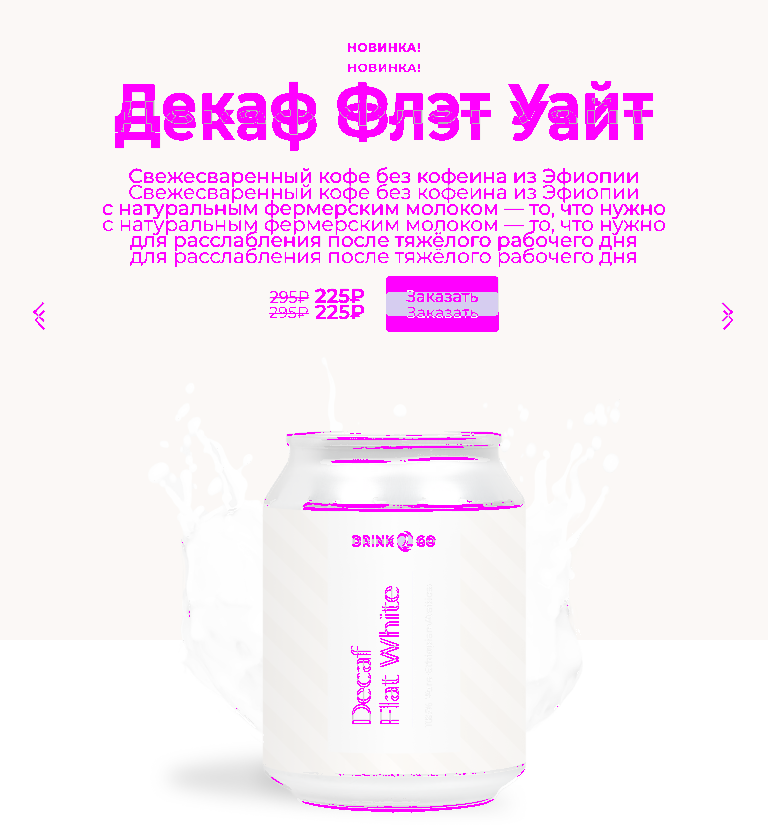 НОВИНКА!
НОВИНКА!
Декаф Флэт Уайт
Декаф Флэт Уайт
Свежесваренный кофе без кофеина из Эфиопии
Свежесваренный кофе без кофеина из Эфиопии
с натуральным фермерским молоком — то, что нужно
с натуральным фермерским молоком — то, что нужно
для расслабления после тяжёлого рабочего дня
для расслабления после тяжёлого рабочего дня
295₽ 225₽ Заказать
295₽ 225₽ Заказать
Decaf
Flat White